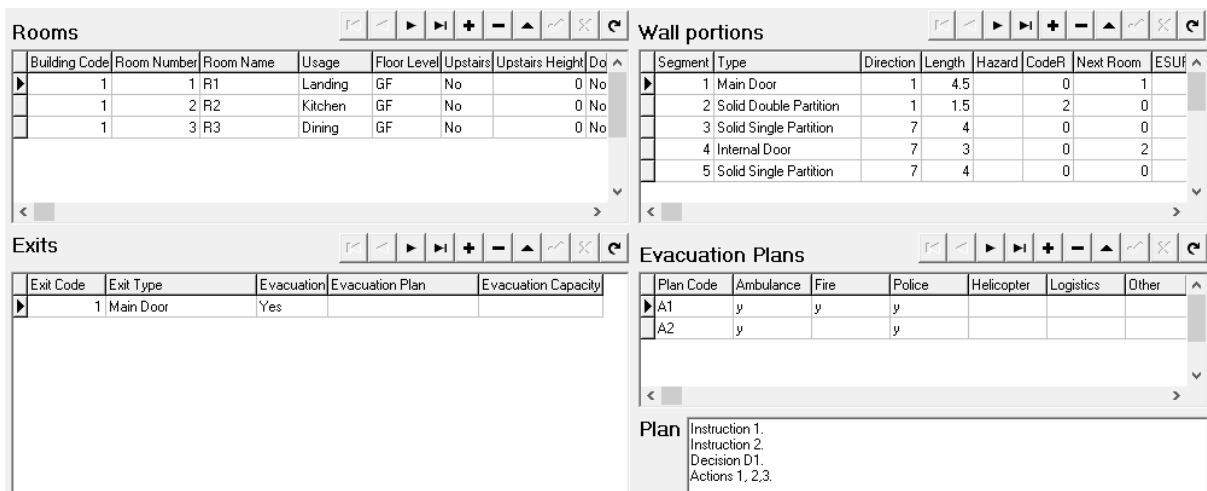 Rooms
Building Code Room Number Room Name Usage Floor Level Upstairs Upstairs Height Do
1 1 R1 Landing GF No 0 No
1 2 R2 Kitchen GF No 0 No
1 3 R3 Dining GF No 0 No
Wall portions
Segment Type Direction Length Hazard CodeR Next Room ESUF
1 Main Door 1 4.5 0 1
2 Solid Double Partition 1 1.5 2 0
3 Solid Single Partition 7 4 0 0
4 Internal Door 7 3 0 2
5 Solid Single Partition 7 4 0 0
Exits
Exit Code Exit Type Evacuation Evacuation Plan Evacuation Capacity
1 Main Door Yes
Evacuation Plans
Plan Code Ambulance Fire Police Helicopter Logistics Other
A1 y y y
A2 y y
Plan
Instruction 1.
Instruction 2.
Decision D1.
Actions 1, 2,3.